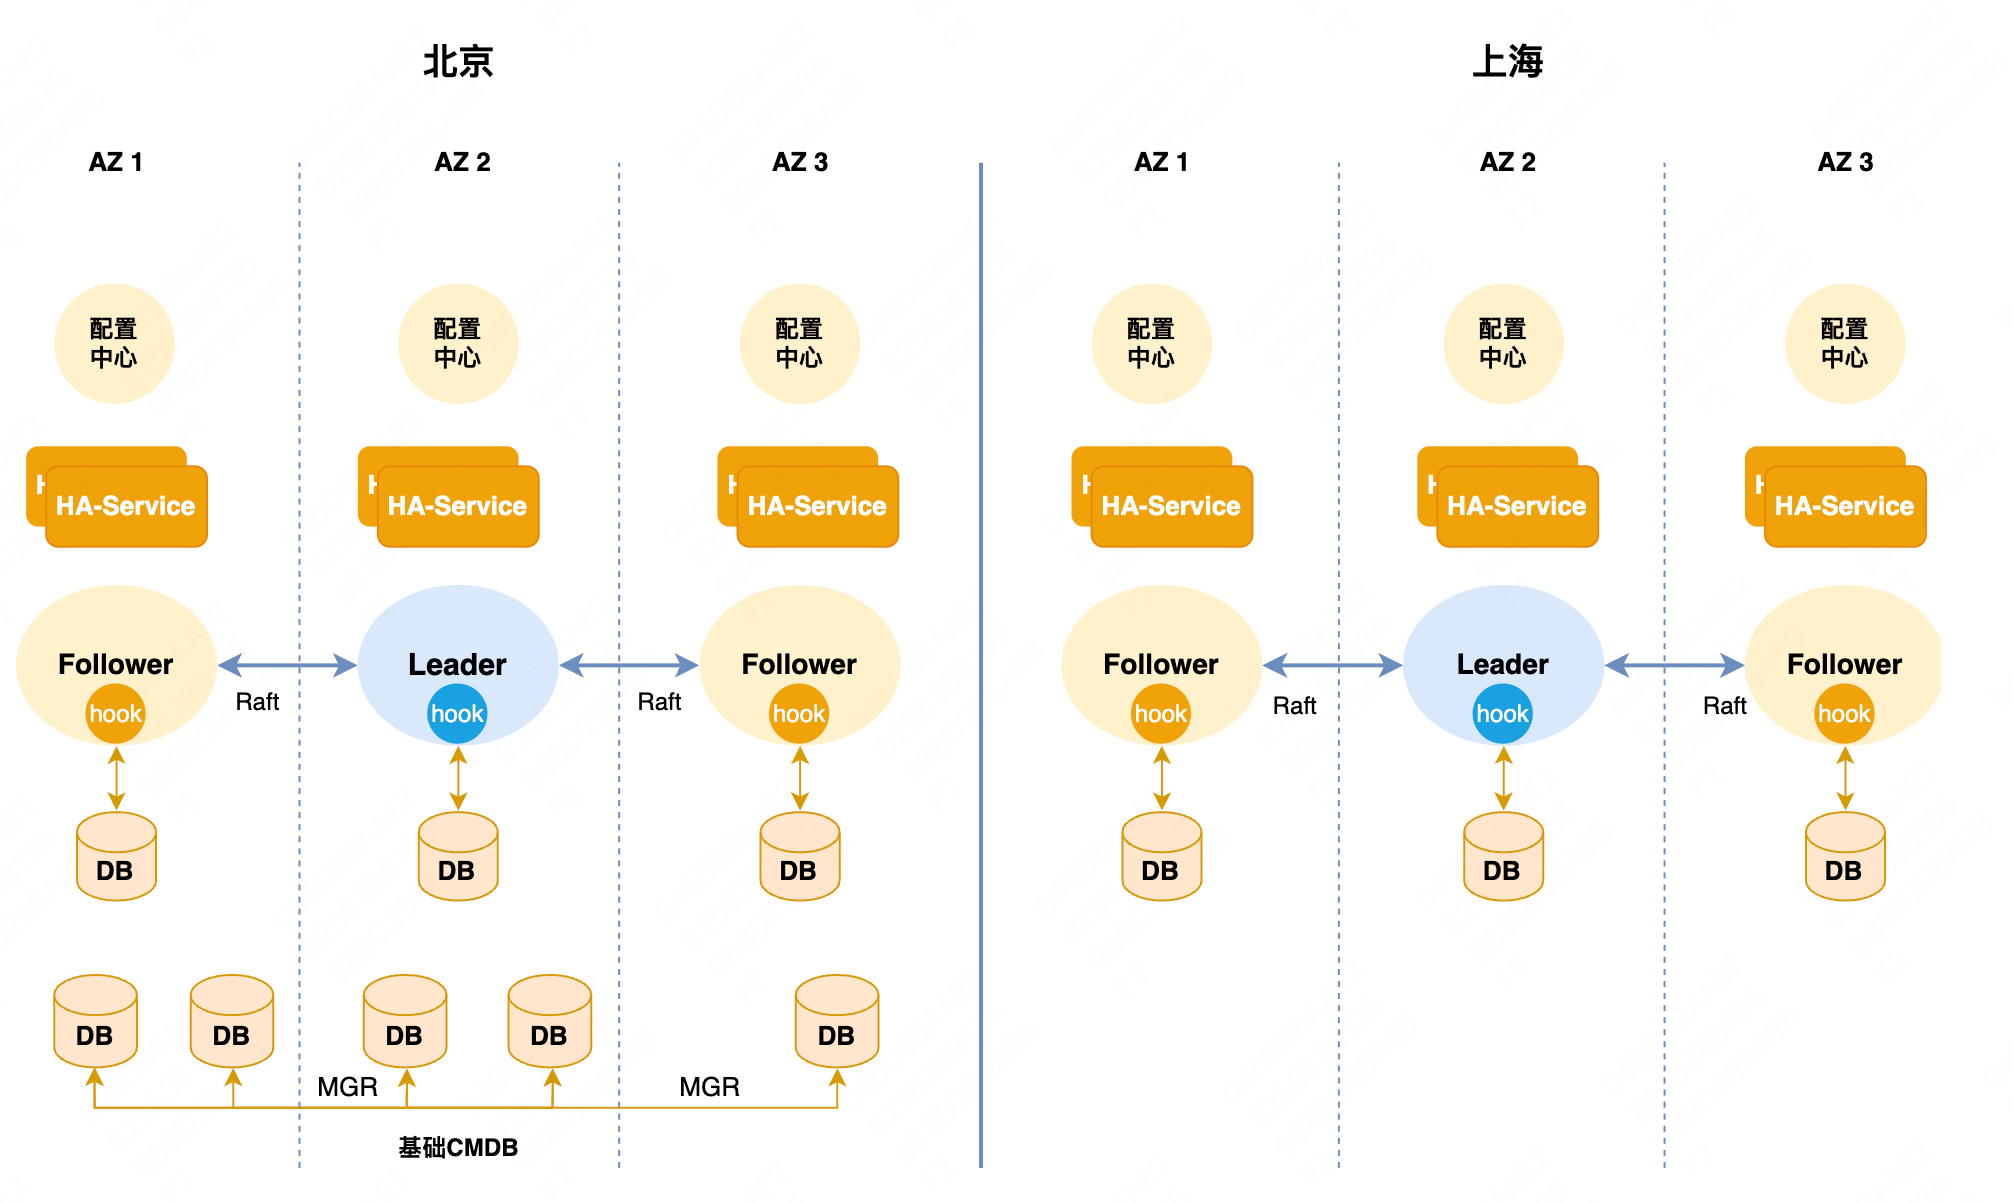 北京
上海
AZ 1
AZ 2
AZ 3
AZ 1
AZ 2
AZ 3
配置
中心
配置
中心
配置
中心
配置
中心
配置
中心
配置
中心
H
HA-Service
H
HA-Service
H
HA-Service
H
HA-Service
H
HA-Service
H
HA-Service
Follower
hook
Raft
Leader
hook
Raft
Follower
hook
Follower
hook
Raft
Leader
hook
Raft
Follower
hook
DB
DB
DB
DB
DB
DB
DB
DB
DB
DB
DB
MGR
MGR
基础CMDB